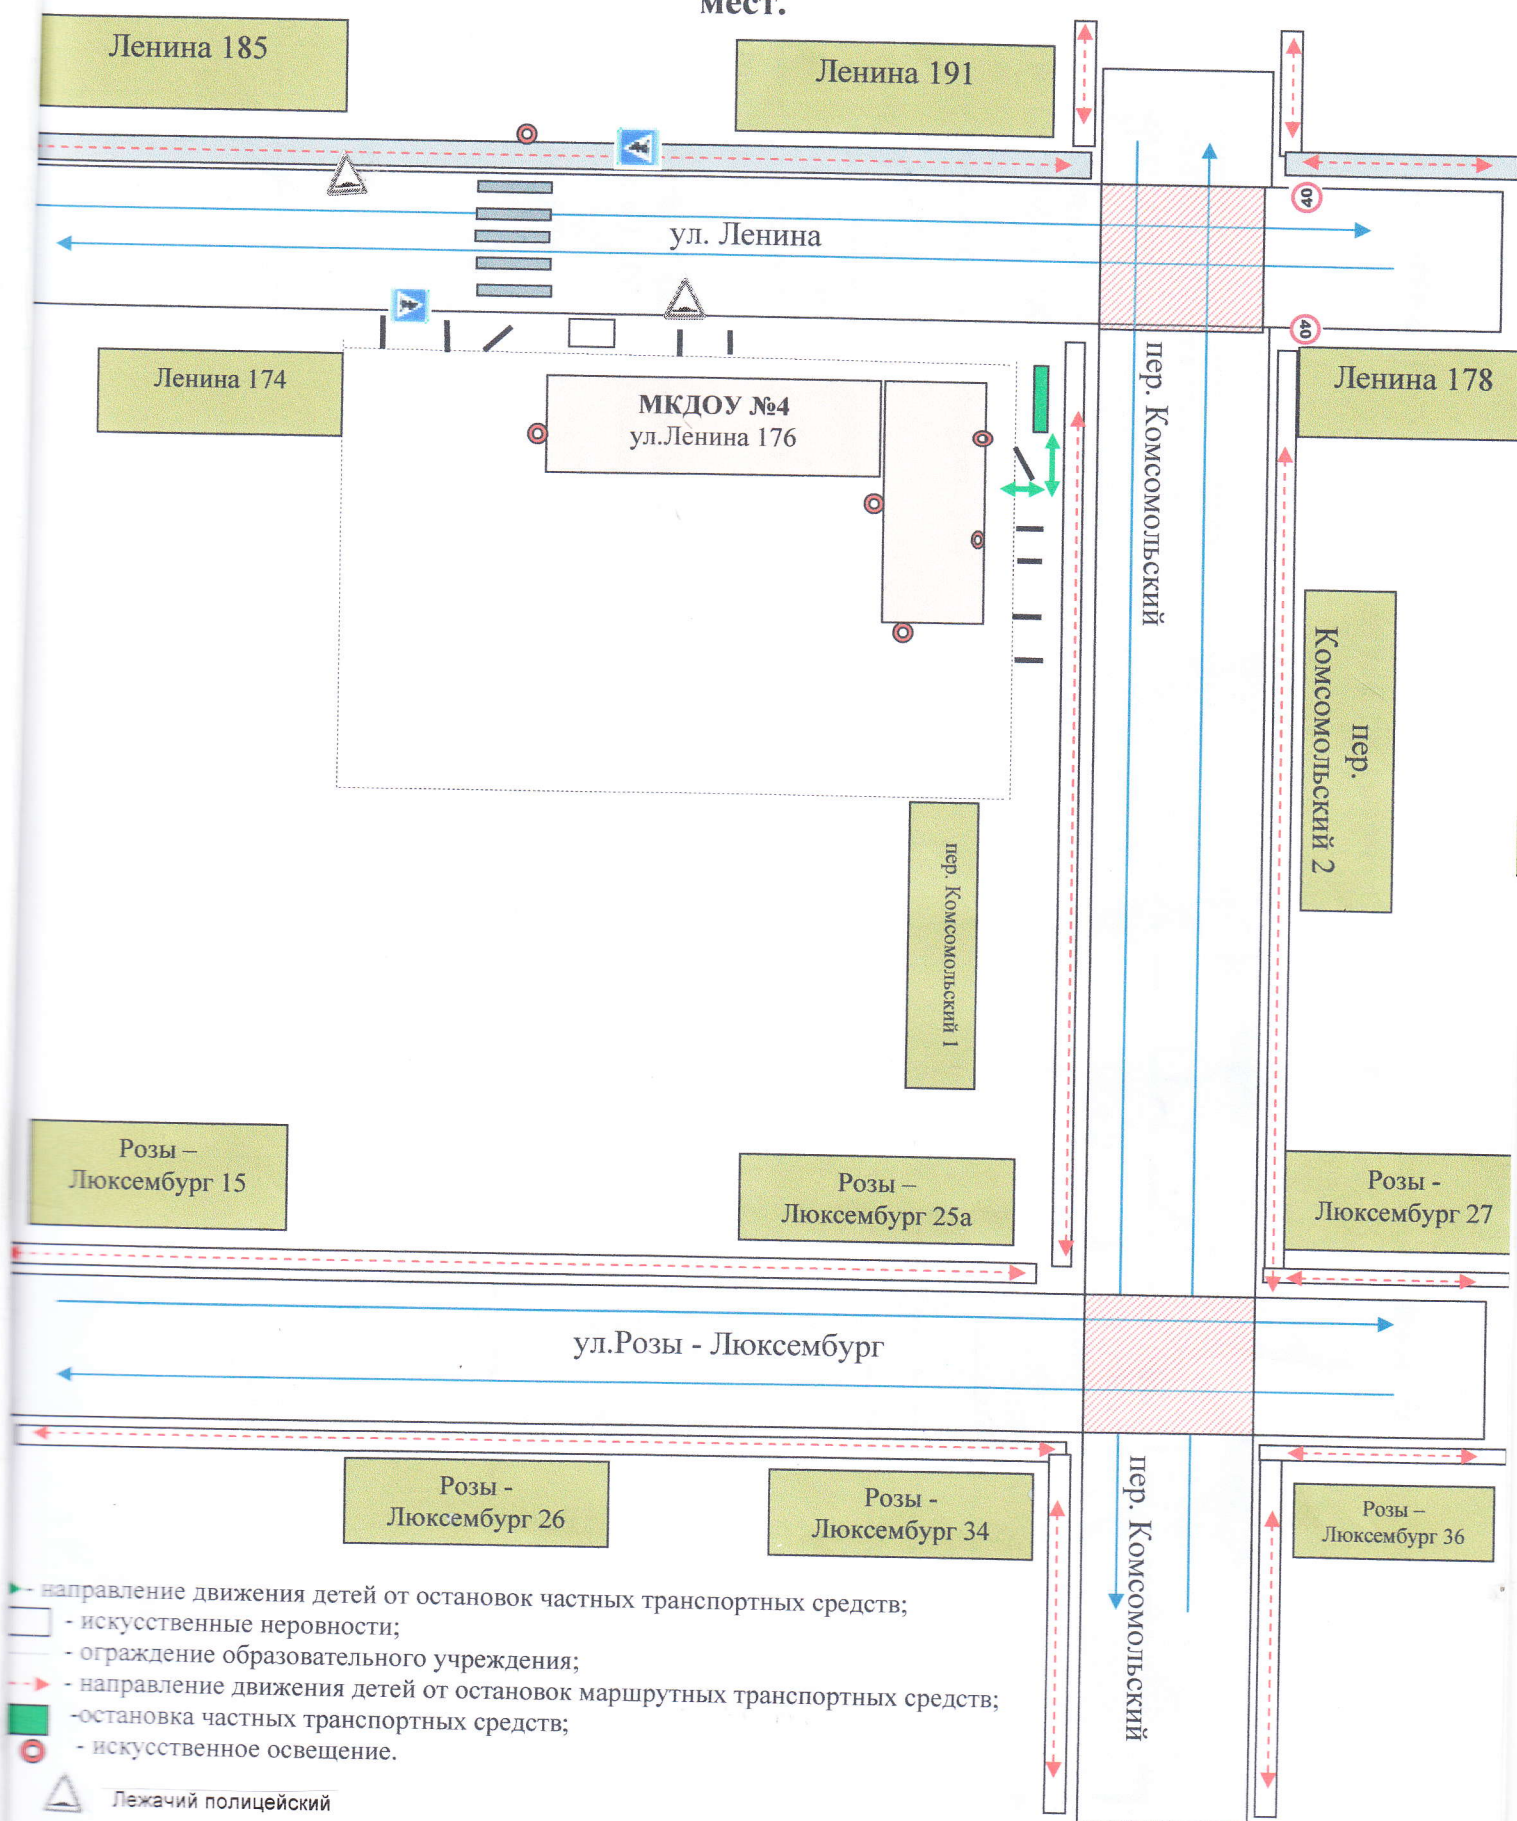 мест.
Ленина 185
Ленина 191
ул. Ленина
40
40
Ленина 174
МКДОУ №4
ул.Ленина 176
Ленина 178
пер. Комсомольский
пер.
Комсомольский 2
пер. Комсомольский 1
Розы –
Люксембург 15
Розы –
Люксембург 25а
Розы -
Люксембург 27
ул.Розы - Люксембург
Розы -
Люксембург 26
Розы -
Люксембург 34
Розы –
Люксембург 36
пер. Комсомольский
- направление движения детей от остановок частных транспортных средств;
- искусственные неровности;
- ограждение образовательного учреждения;
- направление движения детей от остановок маршрутных транспортных средств;
-остановка частных транспортных средств;
- искусственное освещение.
Лежачий полицейский